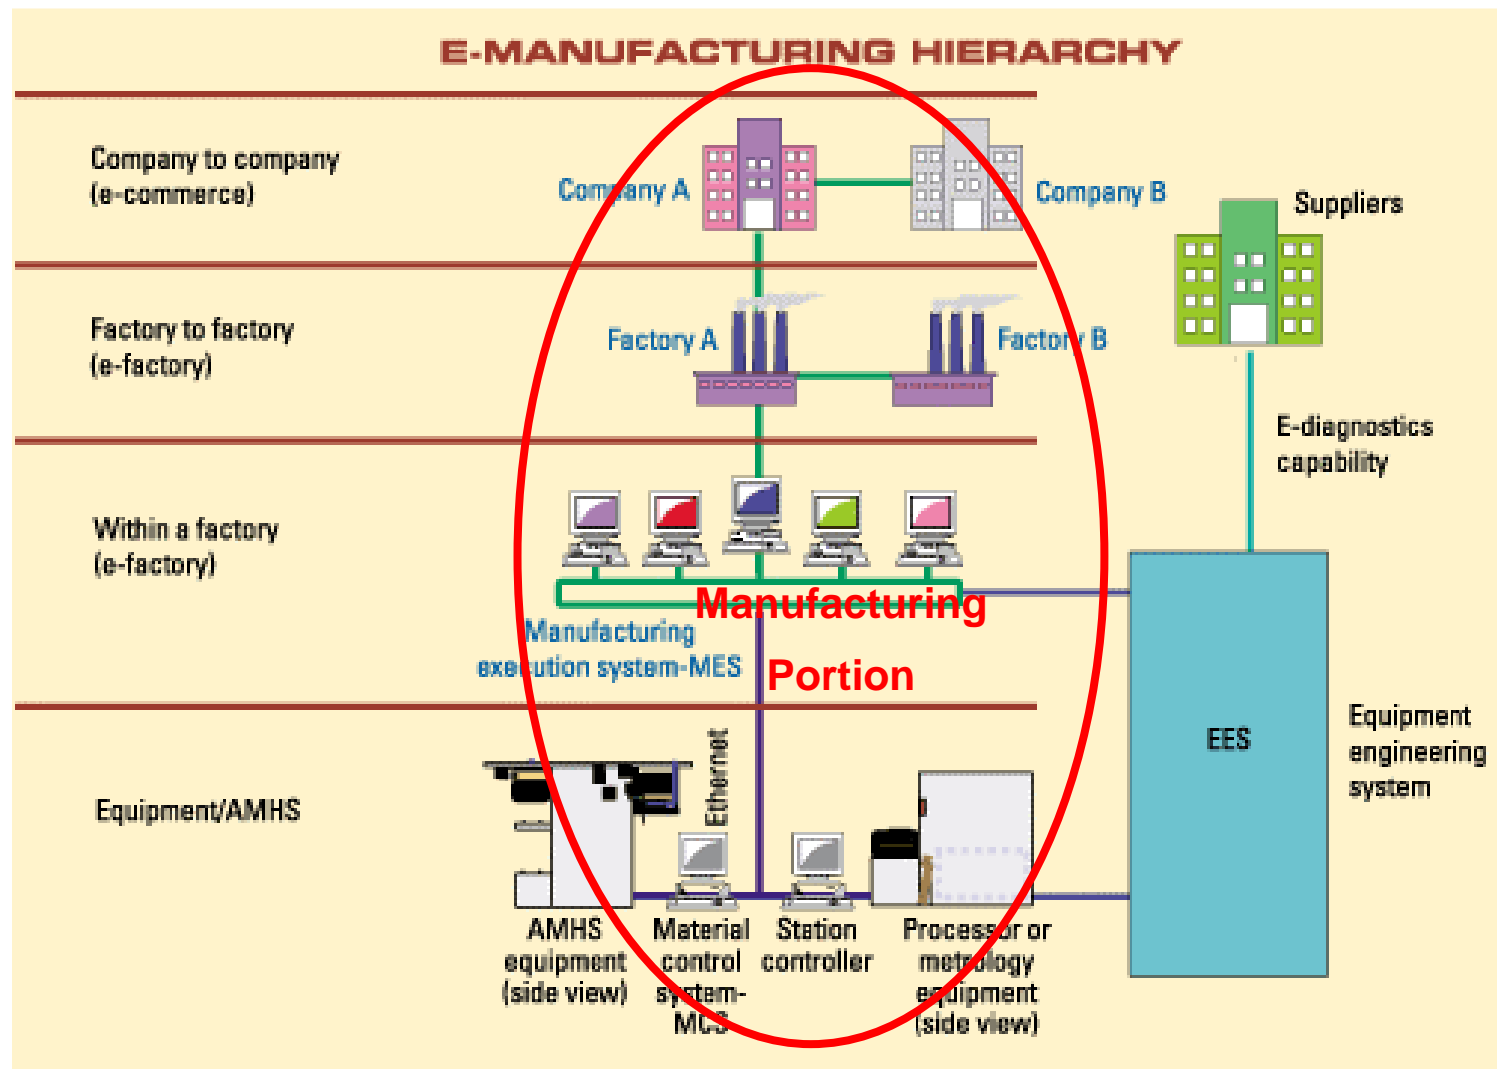 E-MANUFACTURING HIERARCHY
Company to company
(e-commerce)
Company A
Company B
Suppliers
Factory to factory
(e-factory)
Factory A
Factory B
E-diagnostics
capability
Within a factory
(e-factory)
Manufacturing
Portion
Manufacturing
execution system-MES
EES
Equipment
engineering
system
Equipment/AMHS
Ethernet
AMHS
equipment
(side view)
Material
control
system-
MCS
Station
controller
Processor or
metrology
equipment
(side view)